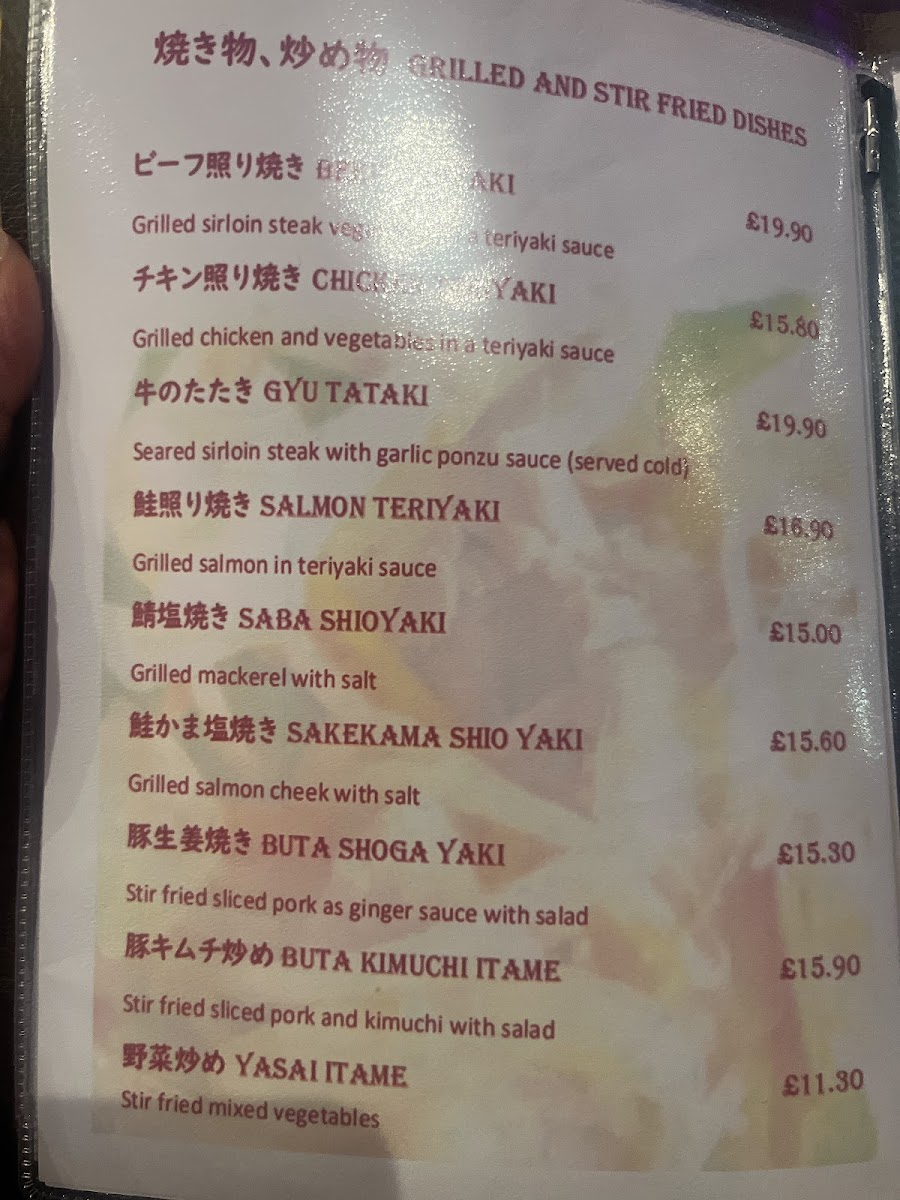 焼き物、炒め物 GRILLED AND STIR FRIED DISHES
ビーフ照り焼き
£19.90
Grilled sirloin steak teriyaki sauce
チキン照り焼き CHICKEN TERIYAKI
£15.80
Grilled chicken and vegetables in a teriyaki sauce
牛のたたき GYU TATAKI
£19.90
Seared sirloin steak with garlic ponzu sauce (served cold)
鮭照り焼き SALMON TERIYAKI
£16.90
Grilled salmon in teriyaki sauce
鯖塩焼き SABA SHIOYAKI
£15.00
Grilled mackerel with salt
鮭かま塩焼き SAKEKAMA SHIO YAKI
£15.60
Grilled salmon cheek with salt
豚生姜焼き BUTA SHOGA YAKI
£15.30
Stir fried sliced pork as ginger sauce with salad
豚キムチ炒め BUTA KIMUCHI ITAME
£15.90
Stir fried sliced pork and kimuchi with salad
野菜炒め YASAI ITAME
£11.30
Stir fried mixed vegetables